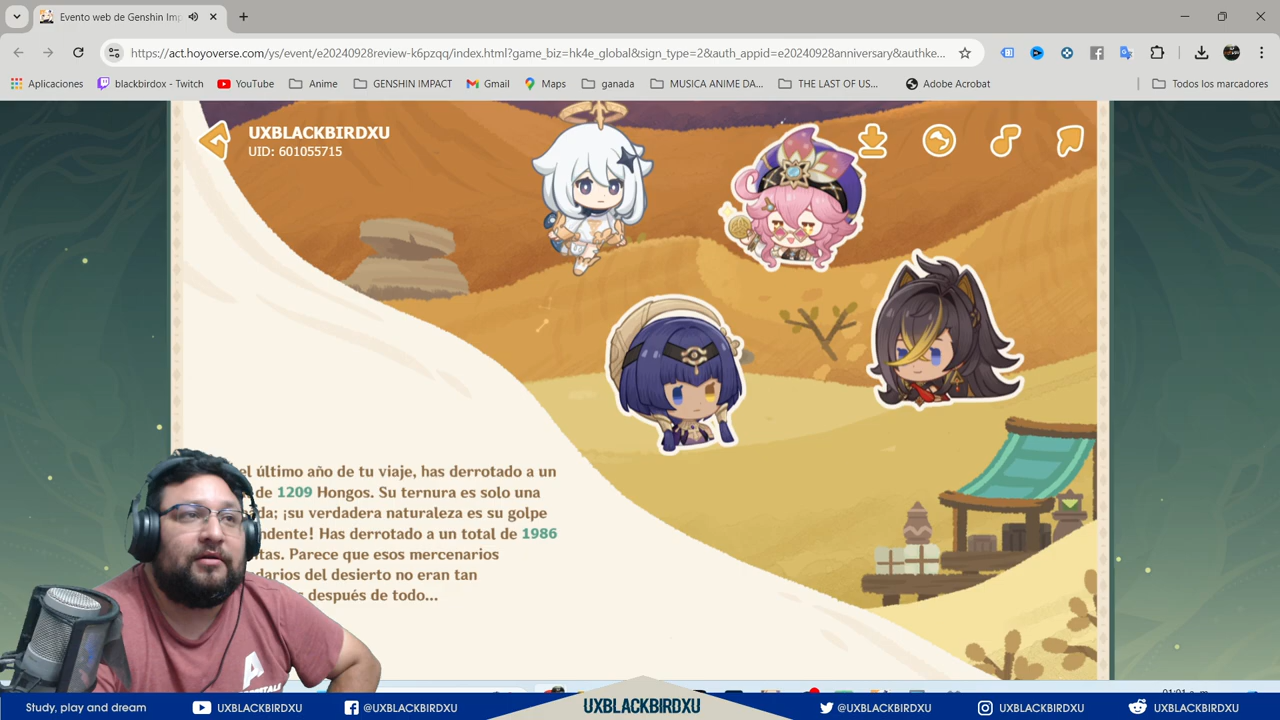 Evento web de Genshin Imp
https://act.hoyoverse.com/ys/event/e20240928review-k6pzqq/index.html?game_biz=hk4e_global&sign_type=2&auth_appid=e20240928anniversary&authke...
Aplicaciones
blackbirdox - Twitch
YouTube
Anime
GENSHIN IMPACT
Gmail
Maps
ganada
MUSICA ANIME DA...
THE LAST OF US...
Adobe Acrobat
Todos los marcadores
UXBLACKBIRDXU
UID: 601055715
el último año de tu viaje, has derrotado a un
de 1209 Hongos. Su ternura es solo una
; ¡su verdadera naturaleza es su golpe
! Has derrotado a un total de 1986
. Parece que esos mercenarios
del desierto no eran tan
después de todo...
A
Study, play and dream
UXBLACKBIRDXU
@UXBLACKBIRDXU
UXBLACKBIRDXU
@UXBLACKBIRDXU
UXBLACKBIRDXU
UXBLACKBIRDXU